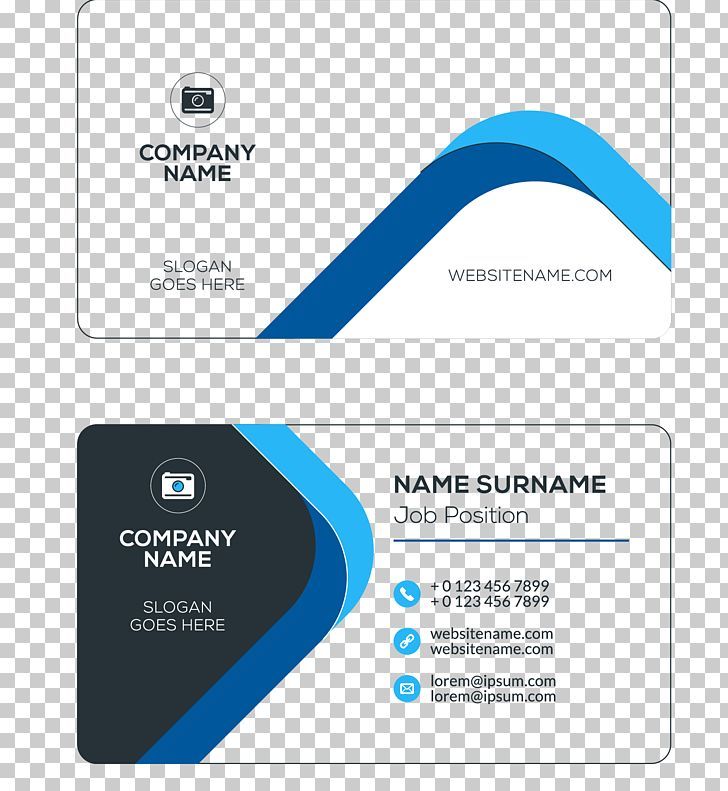 COMPANY
NAME
SLOGAN
GOES HERE
WEBSITENAME.COM
COMPANY
NAME
SLOGAN
GOES HERE
NAME SURNAME
Job Position
+ 0 123 456 7899
+ 0 123 456 7899
websitename.com
websitename.com
lorem@ipsum.com
lorem@ipsum.com